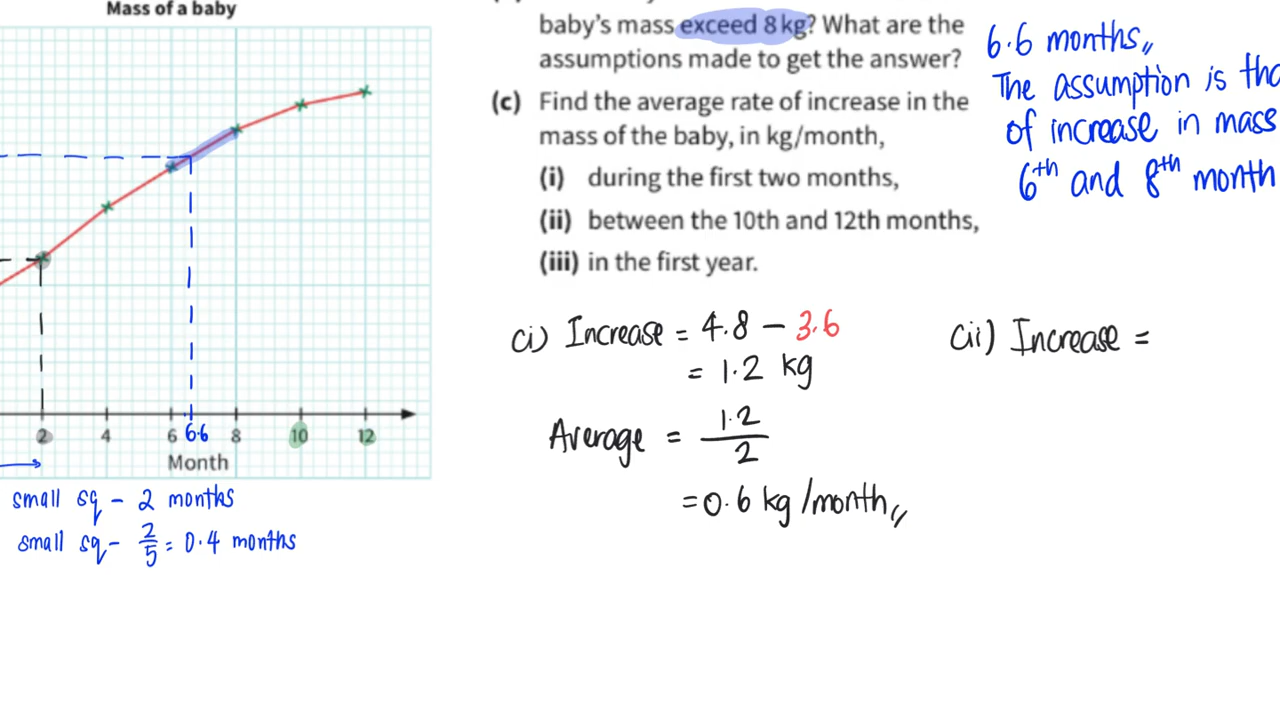 Mass of a baby
baby's mass exceed 8 kg? What are the
assumptions made to get the answer?
(c) Find the average rate of increase in the
mass of the baby, in kg/month,
(i) during the first two months,
(ii) between the 10th and 12th months,
(iii) in the first year.
6.6 months,,
The assumption is tha
of increase in mass
6th and 8th month
2 4 6 6.6 8 10 12
Month
small sq - 2 months
small sq - 2/5 = 0.4 months
ci) Increase = 4.8 - 3.6
= 1.2 kg
Average = 1.2/2
= 0.6 kg/month,,
cii) Increase =